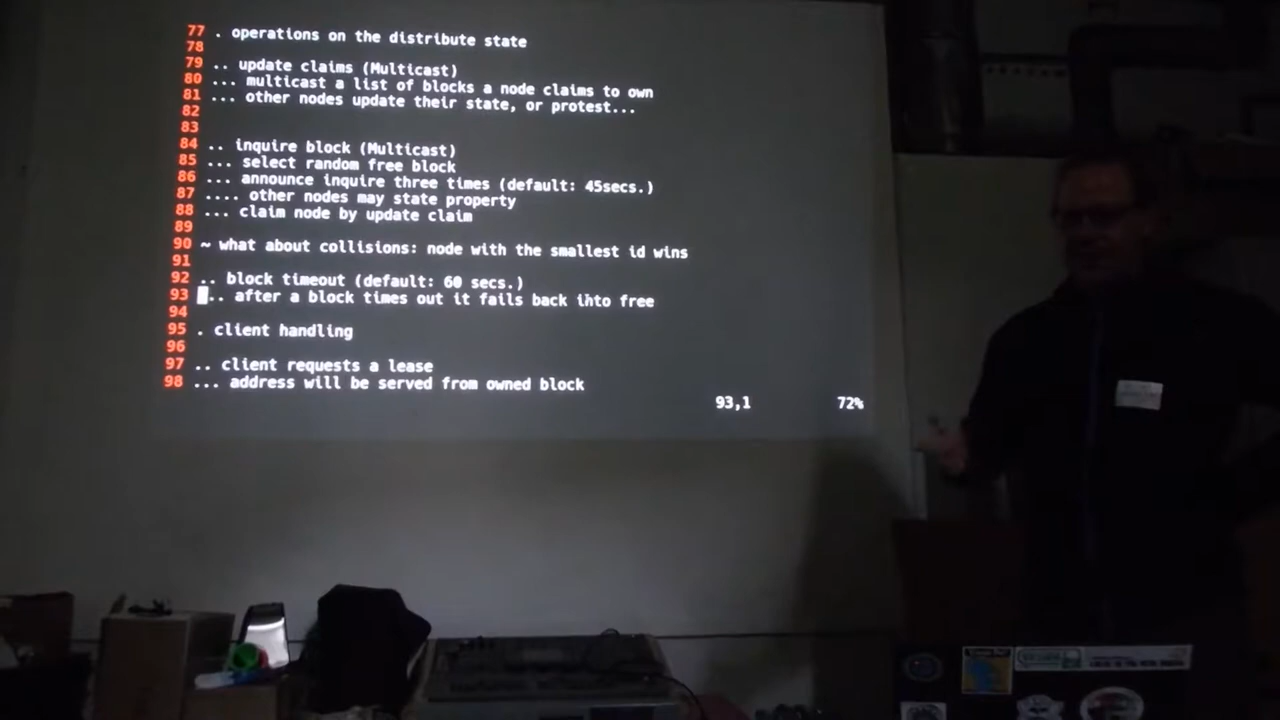 77 . operations on the distribute state
78
79 .. update claims (Multicast)
80 ... multicast a list of blocks a node claims to own
81 ... other nodes update their state, or protest...
82
83
84 .. inquire block (Multicast)
85 ... select random free block
86 ... announce inquire three times (default: 45secs.)
87 .... other nodes may state property
88 ... claim node by update claim
89
90 ~ what about collisions: node with the smallest id wins
91
92 .. block timeout (default: 60 secs.)
93 ... after a block times out it fails back into free
94
95 . client handling
96
97 .. client requests a lease
98 ... address will be served from owned block
93,1 72%